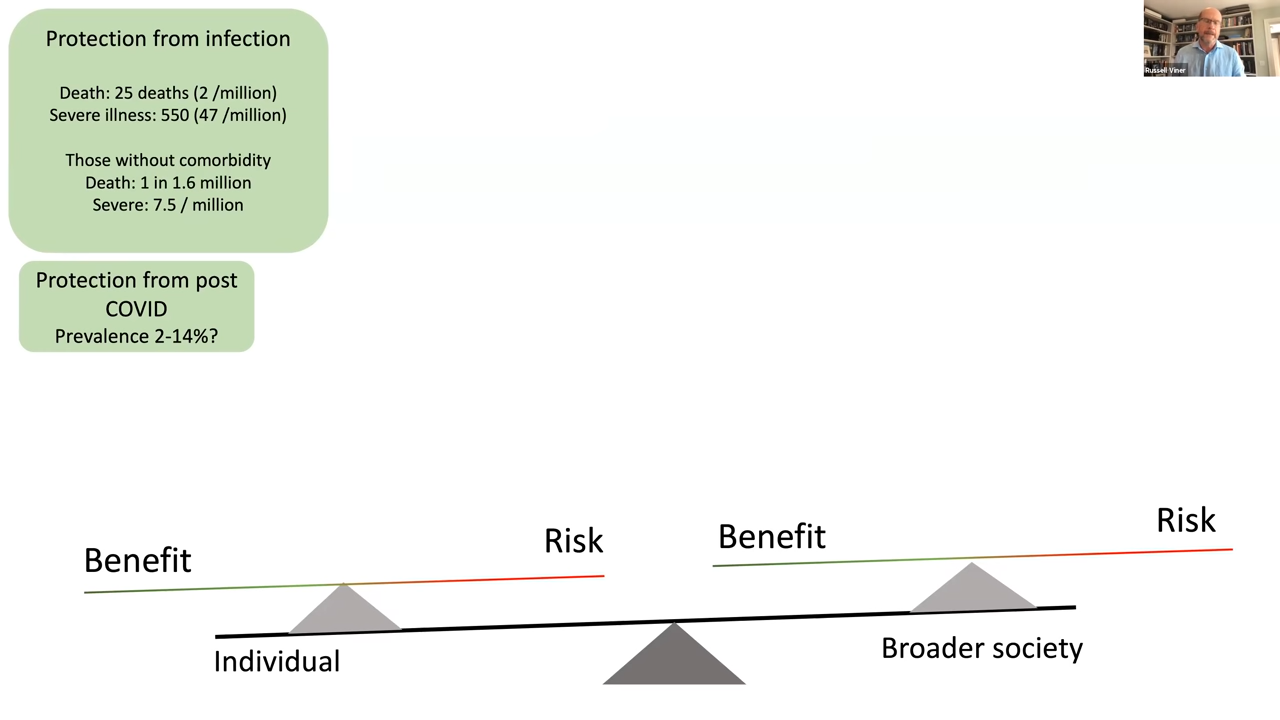 Protection from infection
Death: 25 deaths (2 /million)
Severe illness: 550 (47 /million)
Those without comorbidity
Death: 1 in 1.6 million
Severe: 7.5 / million
Protection from post
COVID
Prevalence 2-14%?
Russell Viner
Benefit
Risk
Benefit
Risk
Individual
Broader society